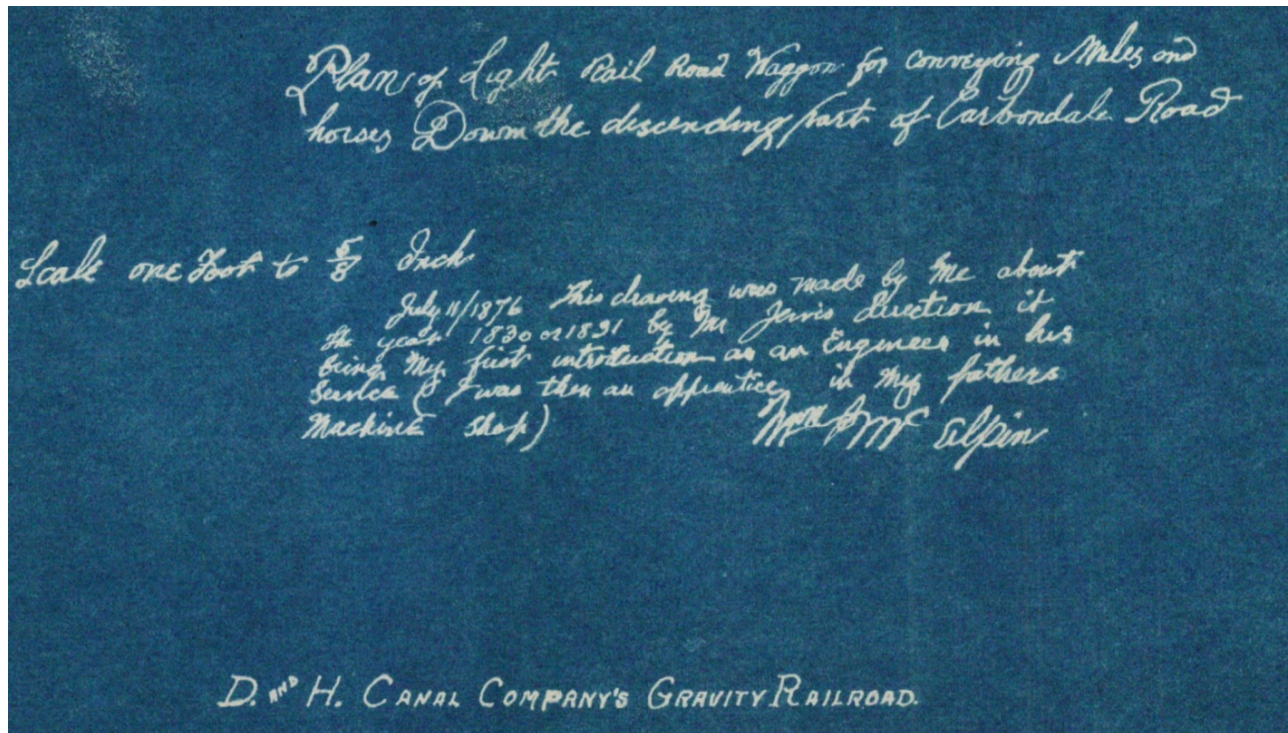 Plan of Light Rail Road Waggon for conveying Mules and
horses Down the descending part of Carbondale Road
Scale one Foot to 5/8 Inch
July 11/1876 This drawing was made by Me about
the year 1830 or 1831 by Mr Jervis direction it
being My first introduction as an Engineer in his
Service (I was then an apprentice in my fathers
Machine Shop)
Wm J McAlpin
D. AND H. CANAL COMPANY'S GRAVITY RAILROAD.